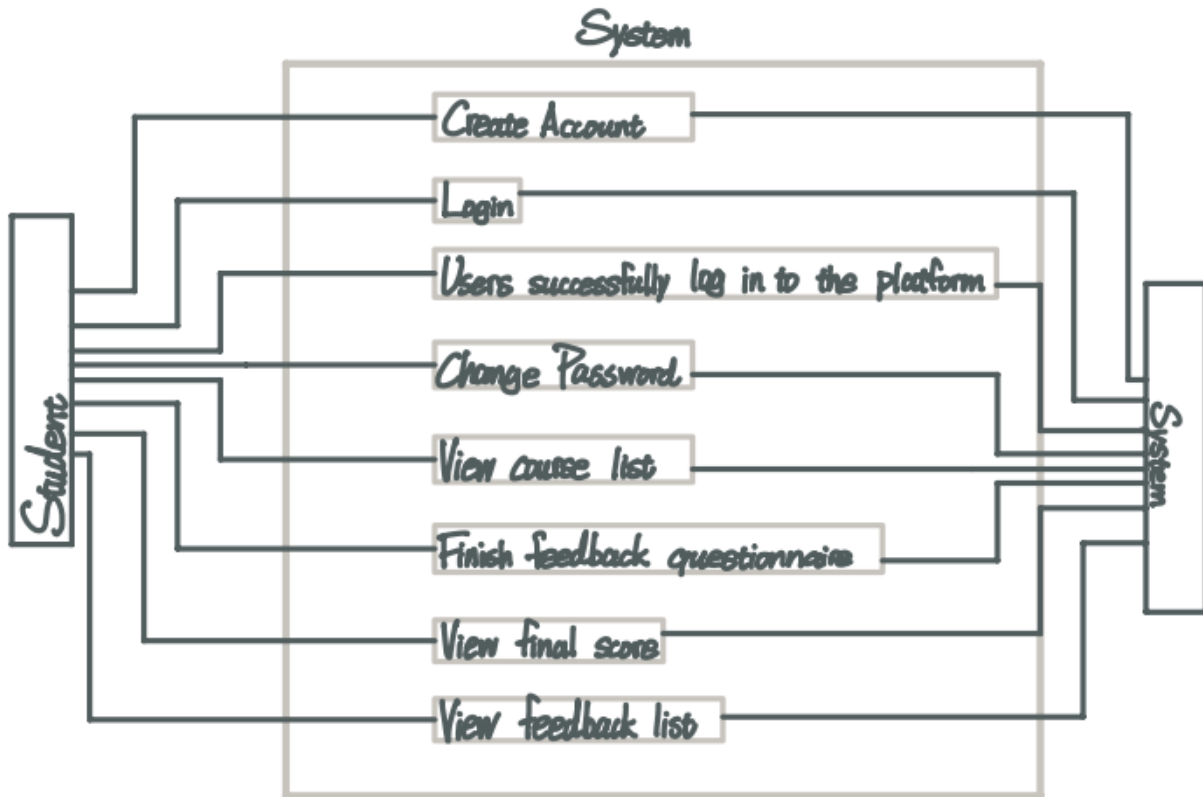 System
Create Account
Login
Users successfully log in to the platform
Change Password
View course list
Finish feedback questionnaire
View final score
View feedback list
Student
System